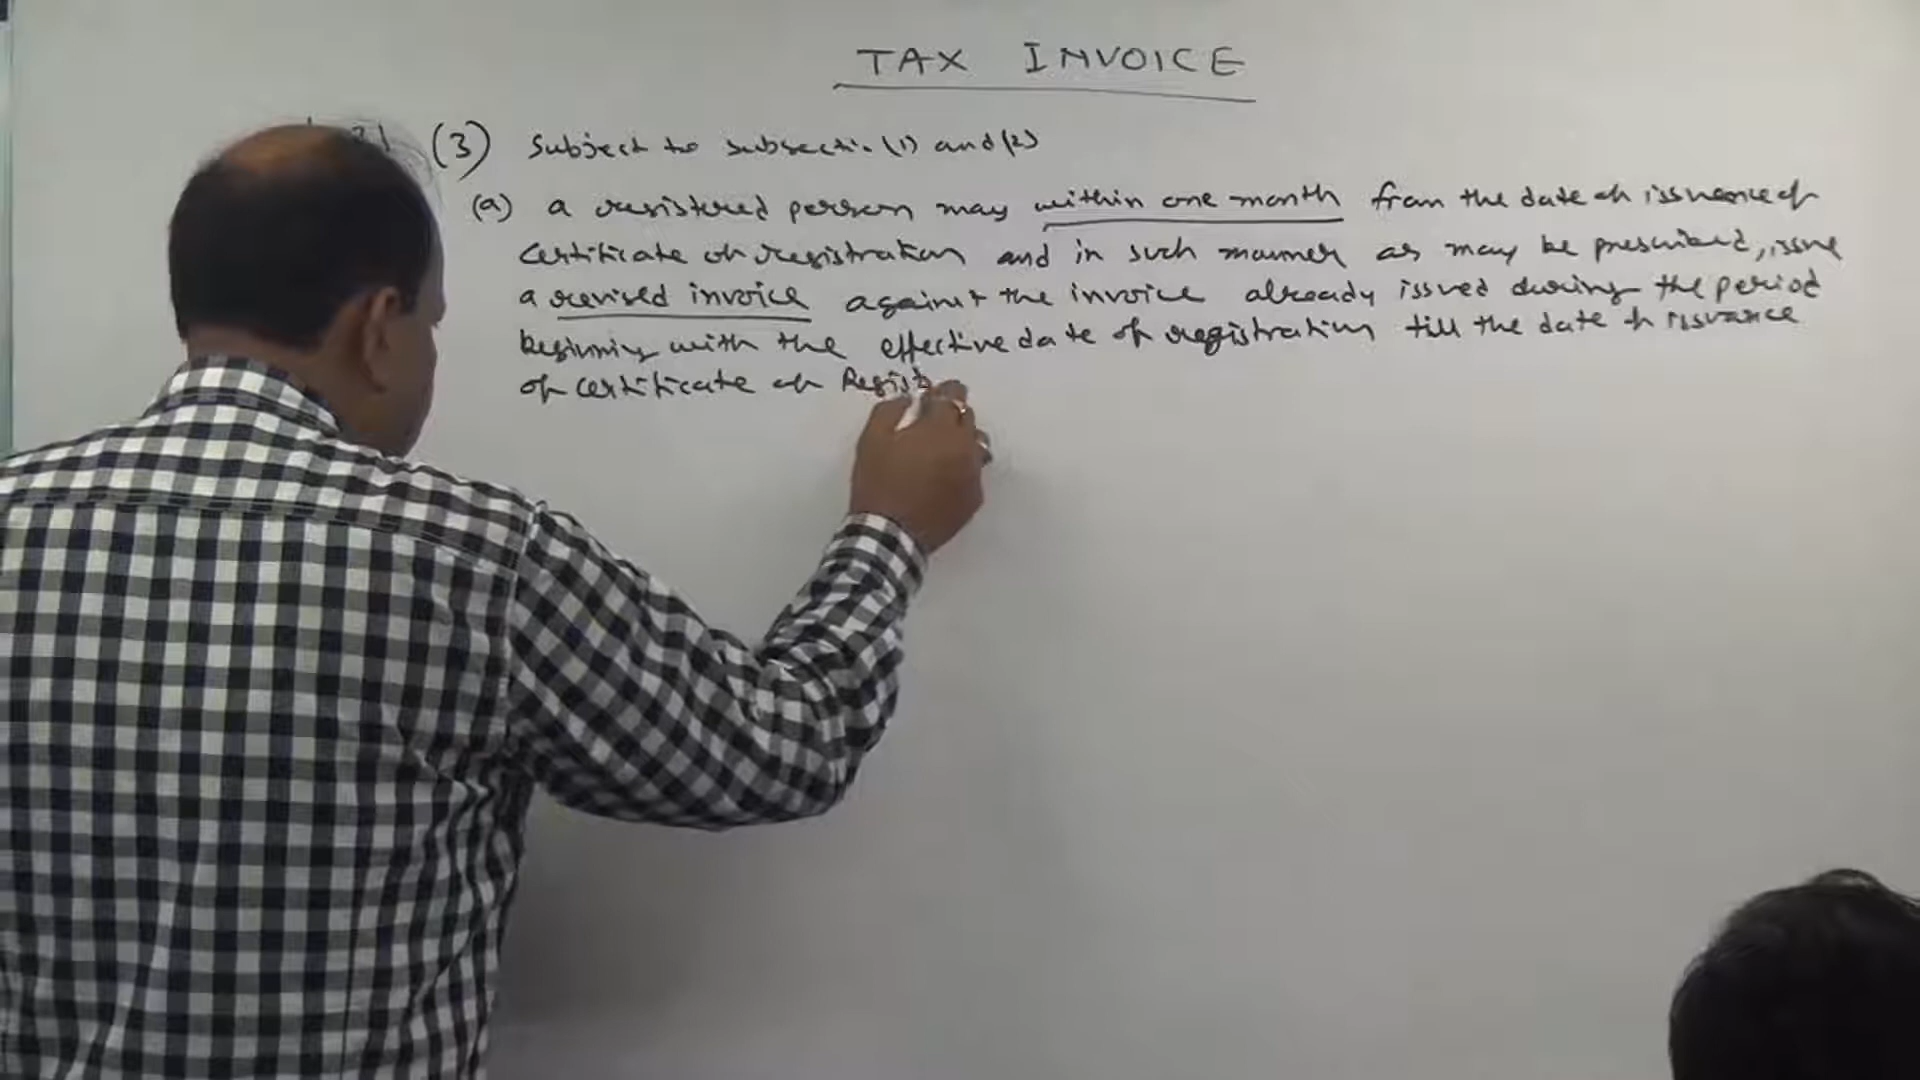 TAX INVOICE
(3) Subject to subsectin (1) and (2)
(a) a registered person may within one month from the date of issuance of
certificate of registration and in such manner as may be prescribed, issue
a revised invoice against the invoice already issued during the period
beginning with the effective date of registration till the date of issuance
of certificate of Regist